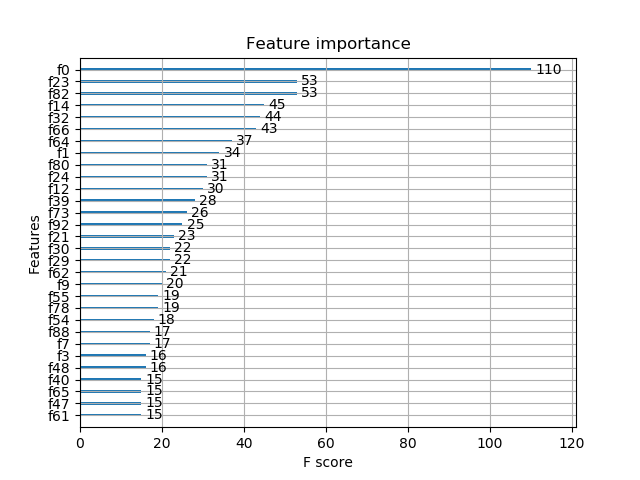 Feature importance
f0 110
f23 53
f82 53
f14 45
f32 44
f66 43
f64 37
f1 34
f80 31
f24 31
f12 30
f39 28
f73 26
f92 25
f21 23
f30 22
f29 22
f62 21
f9 20
f55 19
f78 19
f54 18
f88 17
f7 17
f3 16
f48 16
f40 15
f65 15
f47 15
f61 15
Features
0 20 40 60 80 100 120
F score